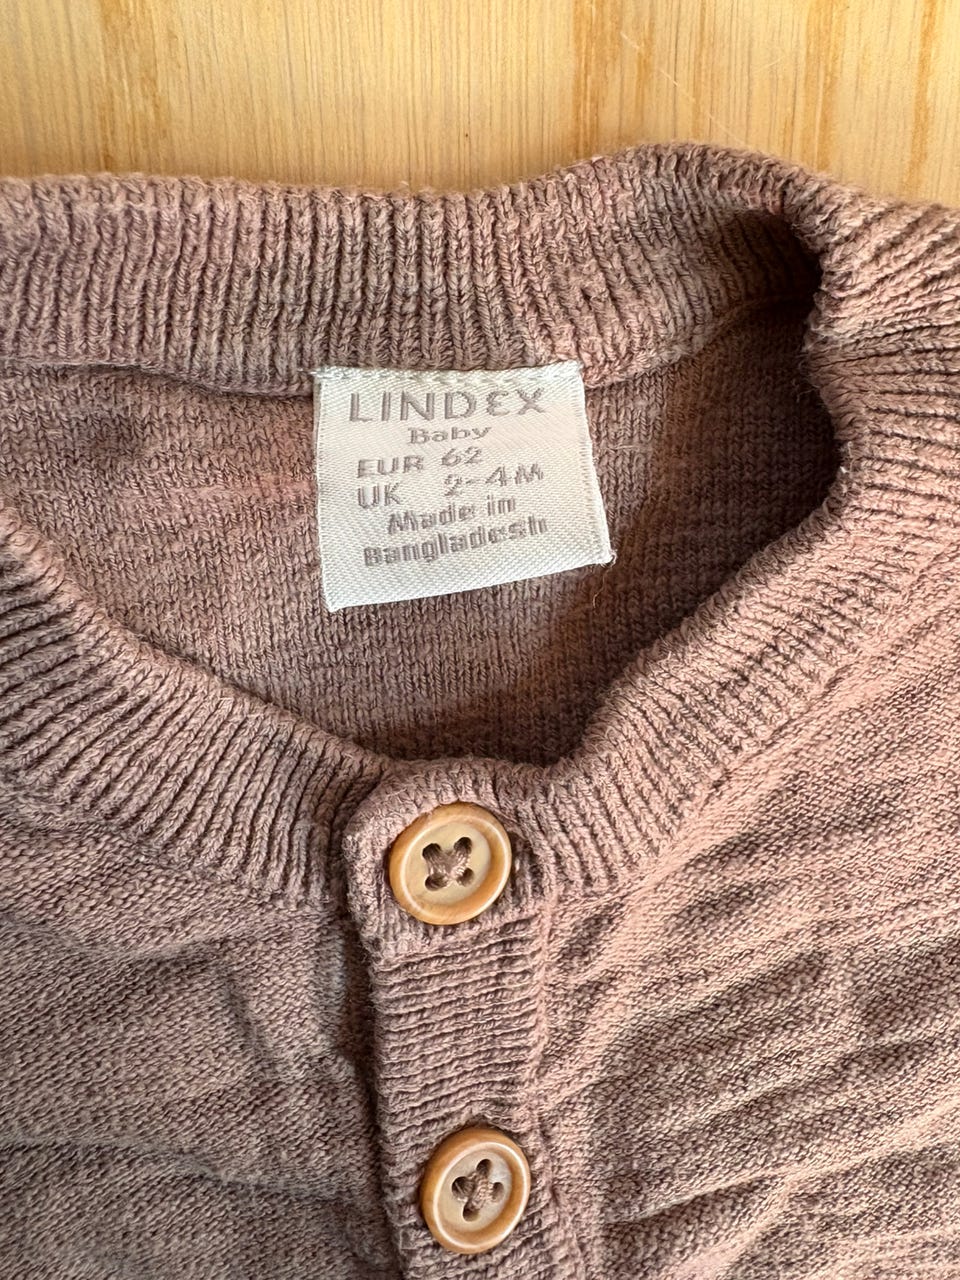 LINDEX
Baby
EUR 62
UK 2-4M
Made in
Bangladesh